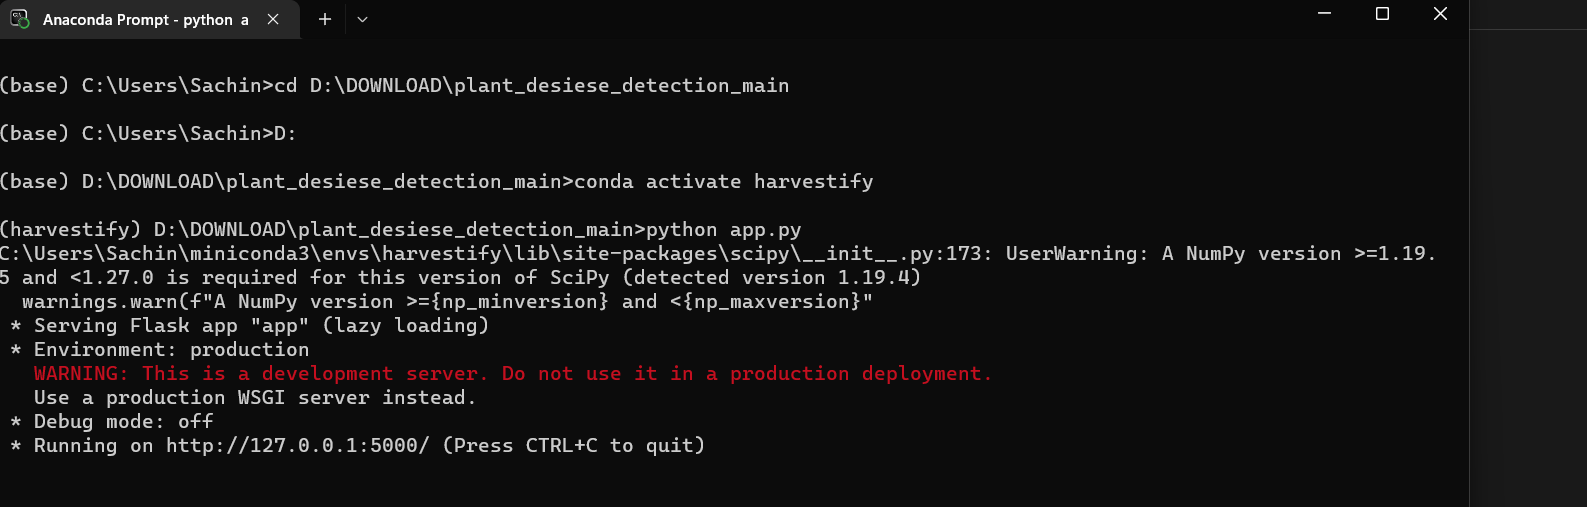 Anaconda Prompt - python a
(base) C:\Users\Sachin>cd D:\DOWNLOAD\plant_desiese_detection_main
(base) C:\Users\Sachin>D:
(base) D:\DOWNLOAD\plant_desiese_detection_main>conda activate harvestify
(harvestify) D:\DOWNLOAD\plant_desiese_detection_main>python app.py
C:\Users\Sachin\miniconda3\envs\harvestify\lib\site-packages\scipy\__init__.py:173: UserWarning: A NumPy version >=1.19.
5 and <1.27.0 is required for this version of SciPy (detected version 1.19.4)
  warnings.warn(f"A NumPy version >={np_minversion} and <{np_maxversion}"
 * Serving Flask app "app" (lazy loading)
 * Environment: production
   WARNING: This is a development server. Do not use it in a production deployment.
   Use a production WSGI server instead.
 * Debug mode: off
 * Running on http://127.0.0.1:5000/ (Press CTRL+C to quit)